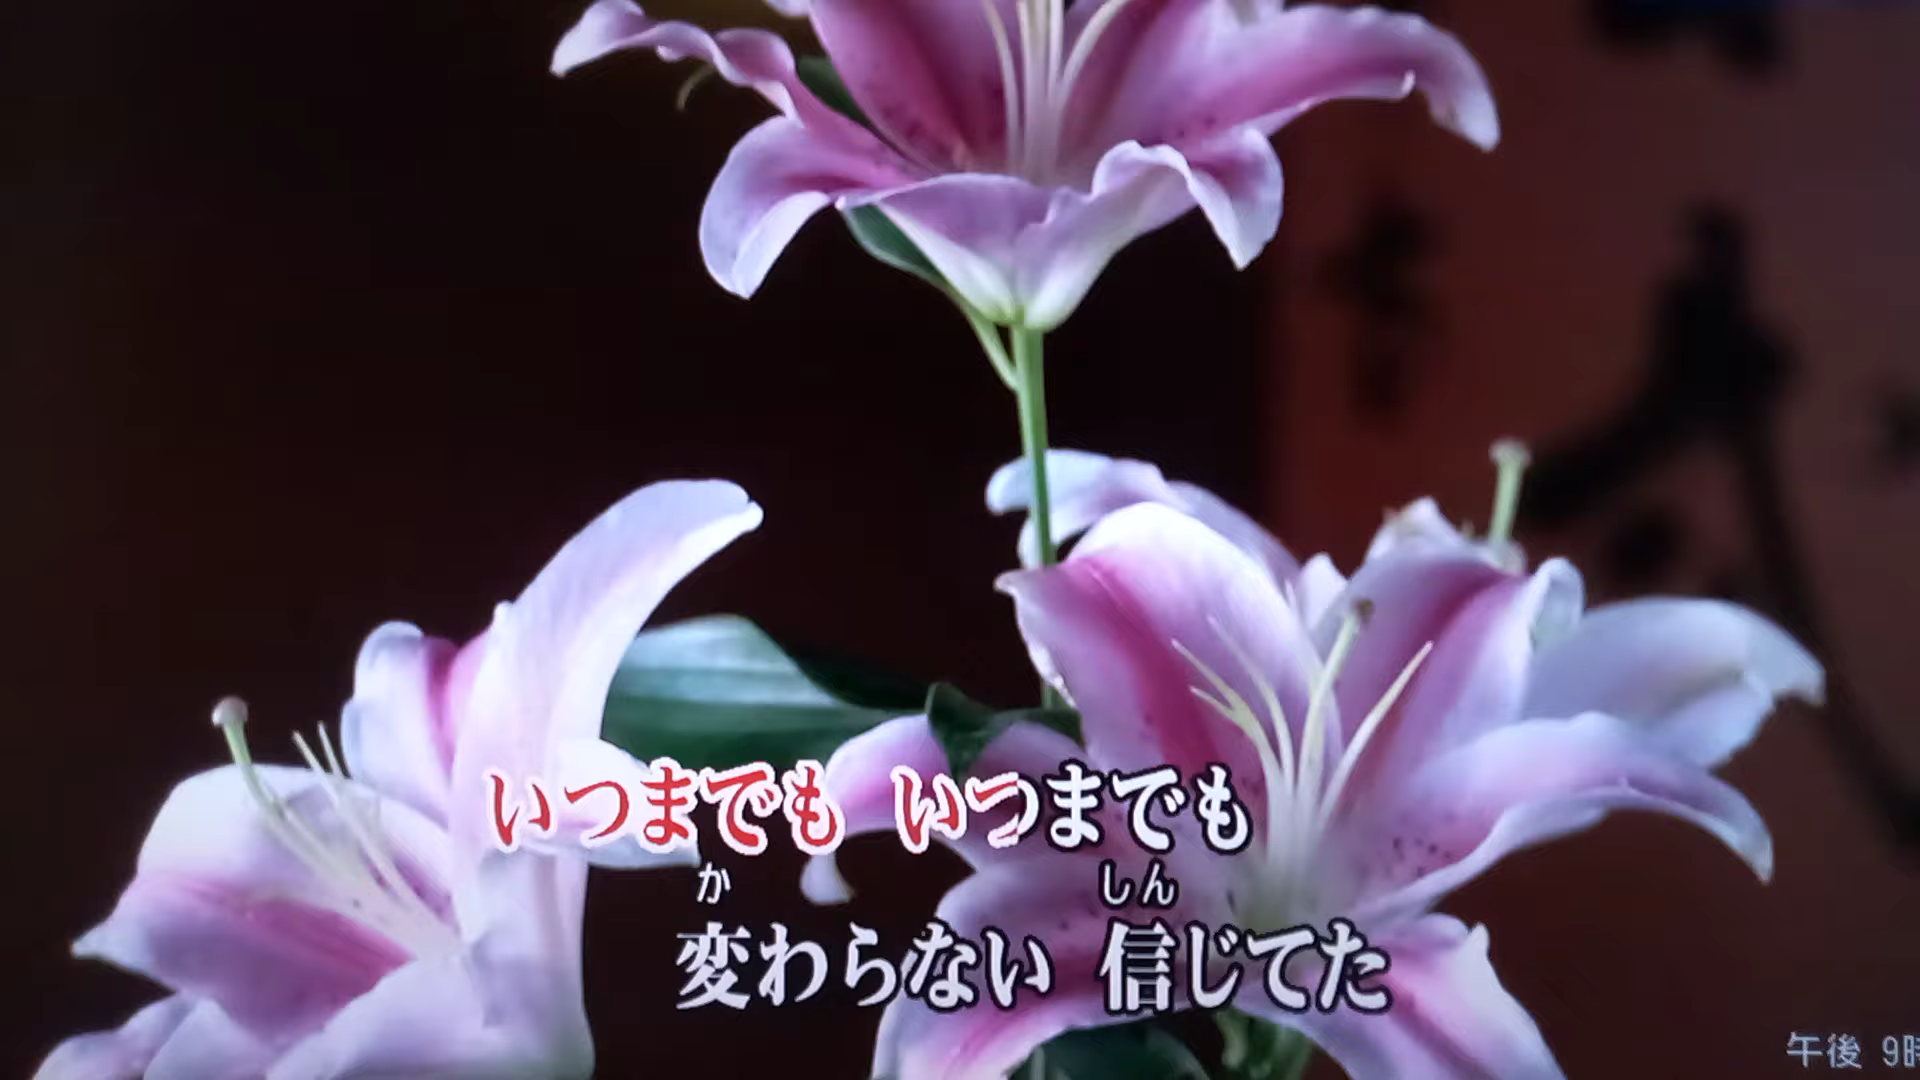 いつまでも いつまでも
か しん
変わらない 信じてた
午後 9時